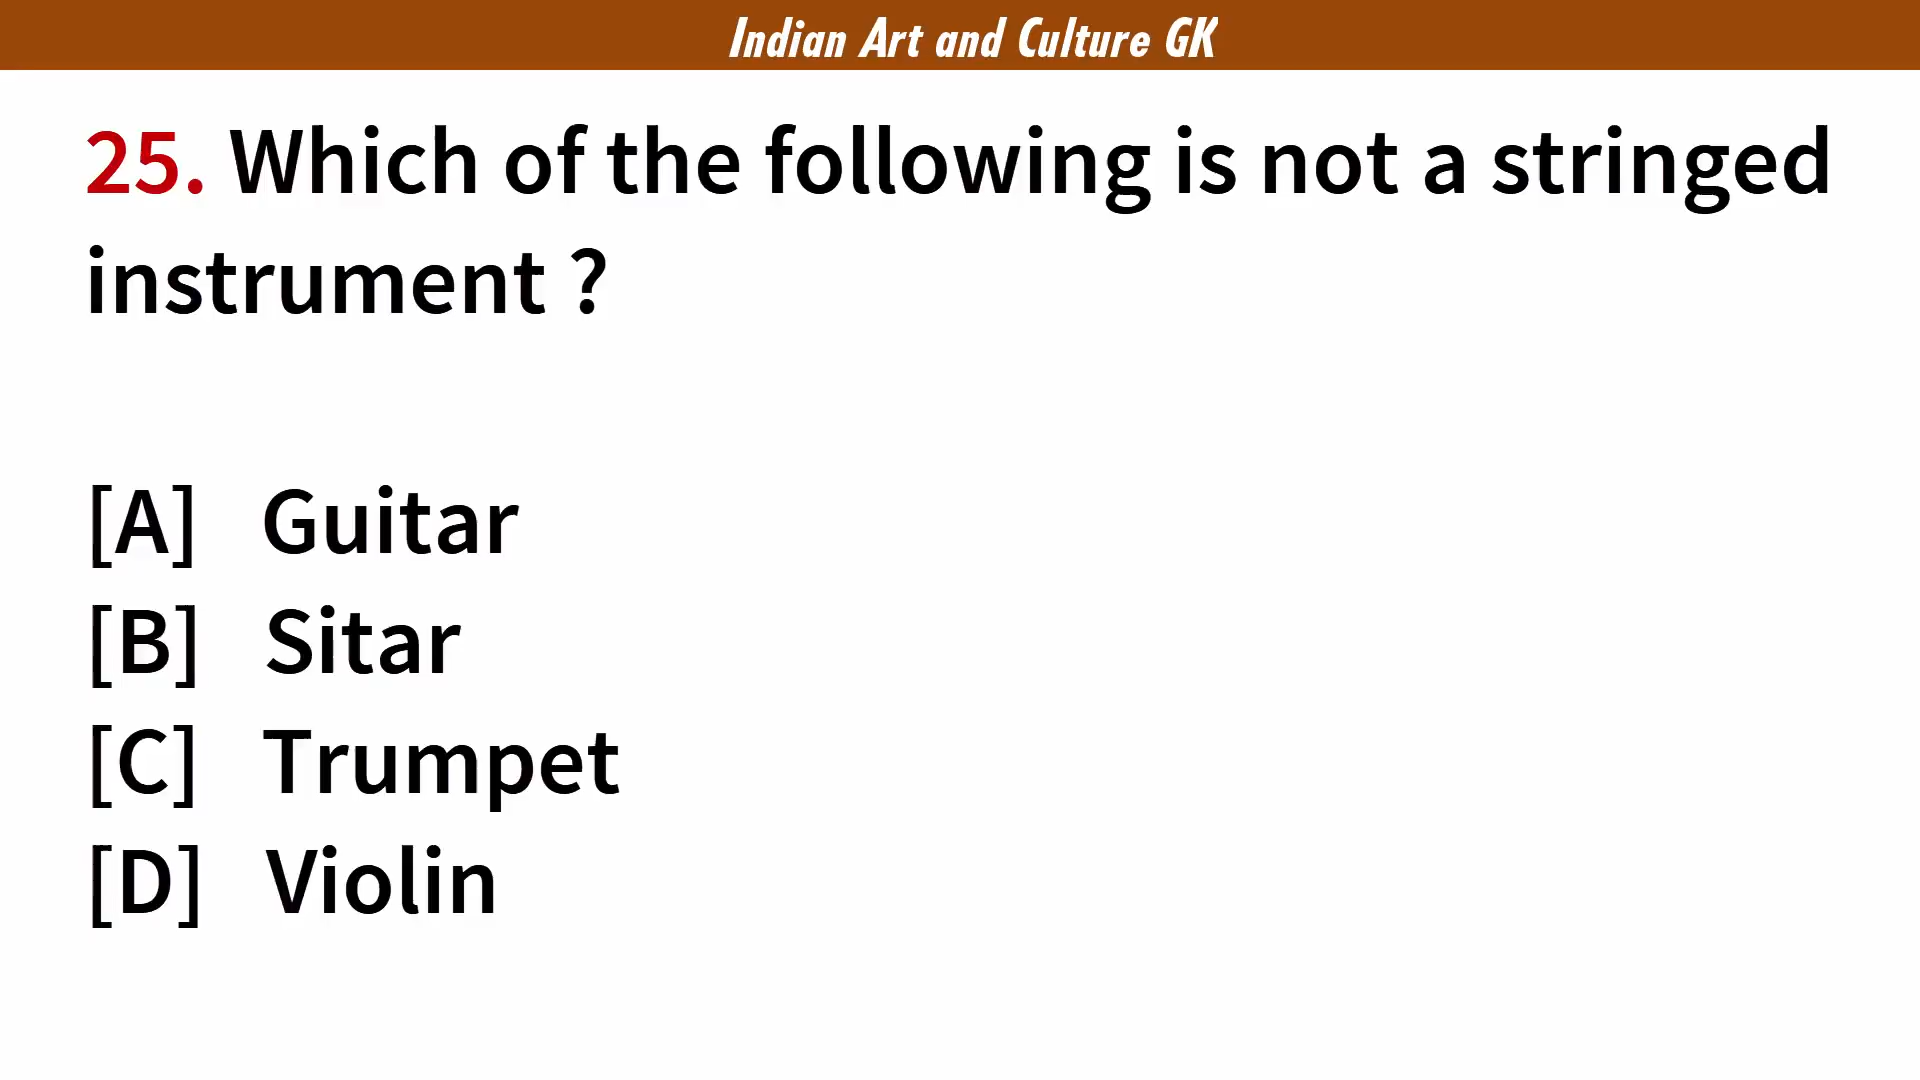 Indian Art and Culture GK
25. Which of the following is not a stringed
instrument ?
[A] Guitar
[B] Sitar
[C] Trumpet
[D] Violin